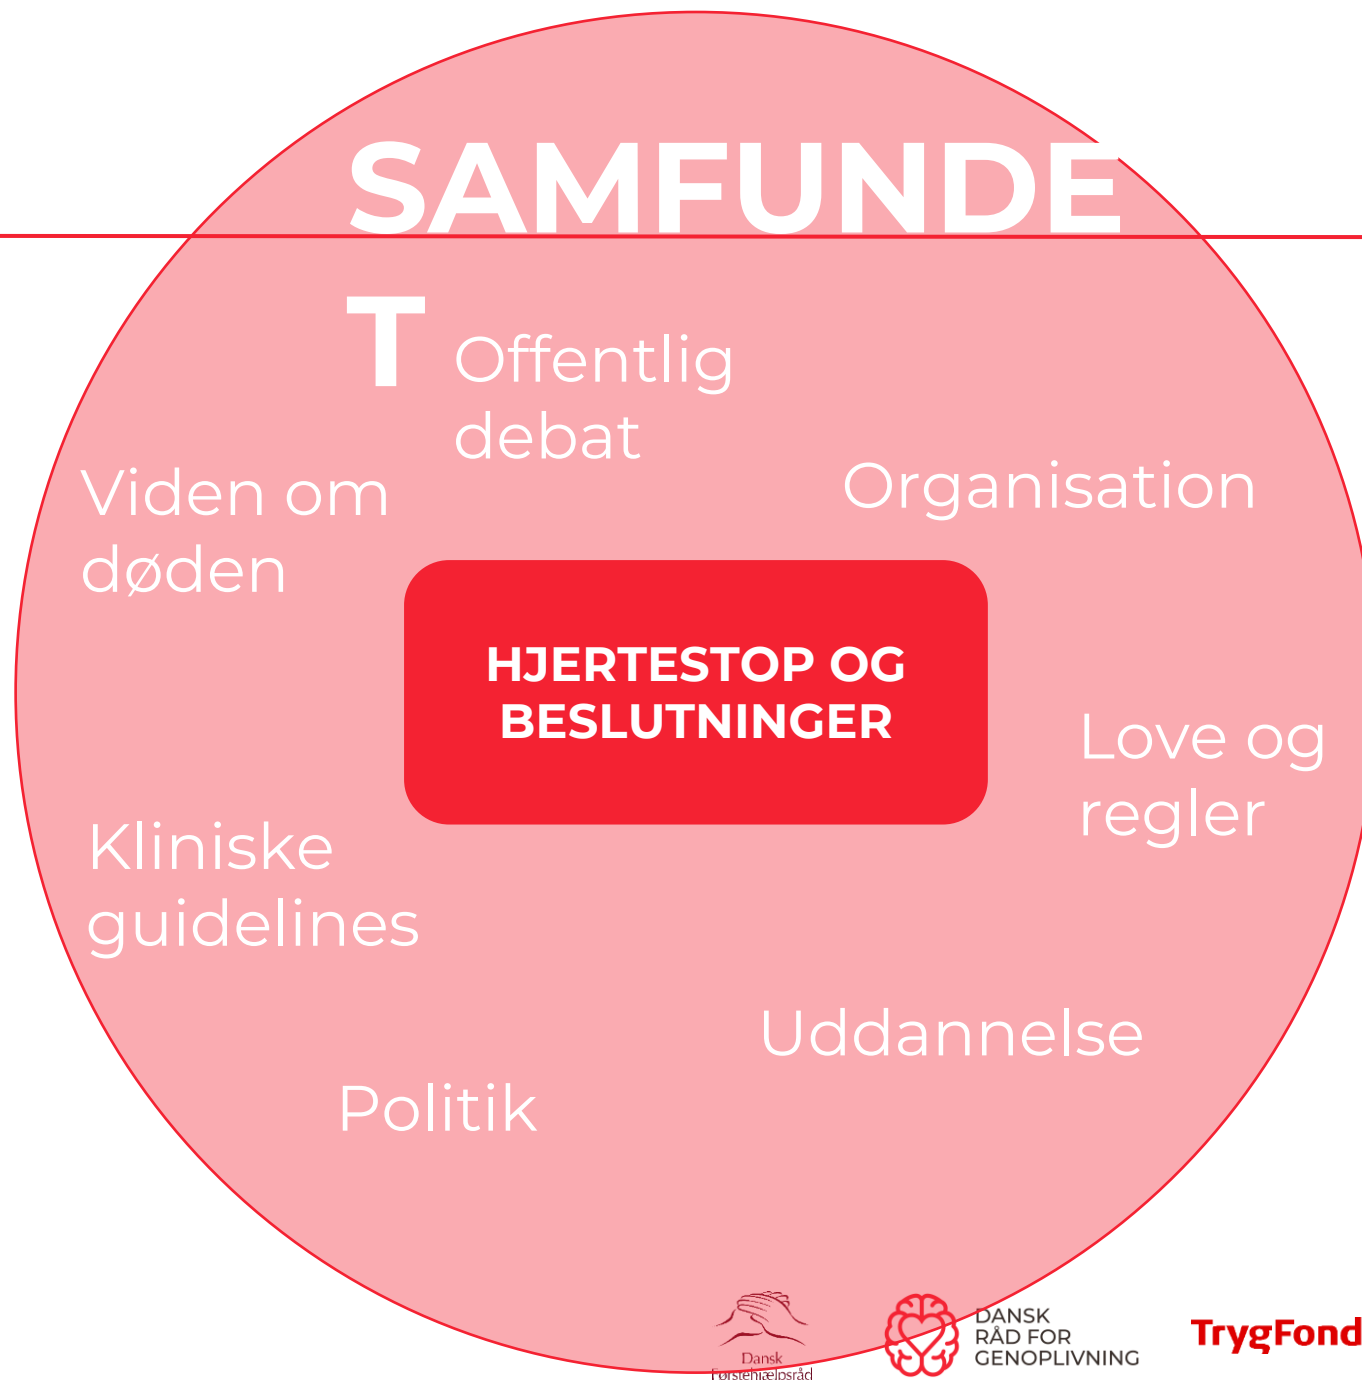 SAMFUNDE
T
Offentlig
debat
Viden om
døden
Organisation
HJERTESTOP OG
BESLUTNINGER
Love og
regler
Kliniske
guidelines
Uddannelse
Politik
Dansk
Førstehjælpsråd
DANSK
RÅD FOR
GENOPLIVNING
TrygFond